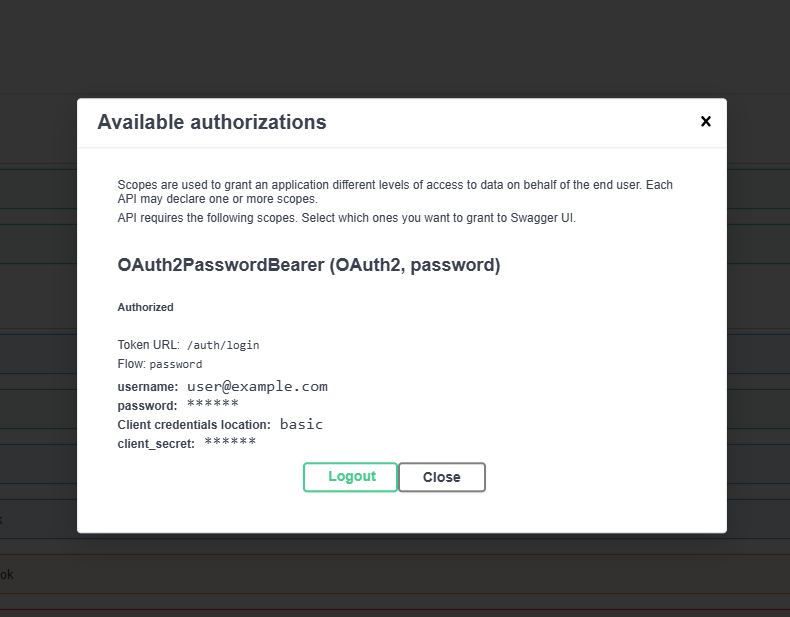 Available authorizations
Scopes are used to grant an application different levels of access to data on behalf of the end user. Each
API may declare one or more scopes.
API requires the following scopes. Select which ones you want to grant to Swagger UI.
OAuth2PasswordBearer (OAuth2, password)
Authorized
Token URL: /auth/login
Flow: password
username: user@example.com
password: ******
Client credentials location: basic
client_secret: ******
Logout Close
ok